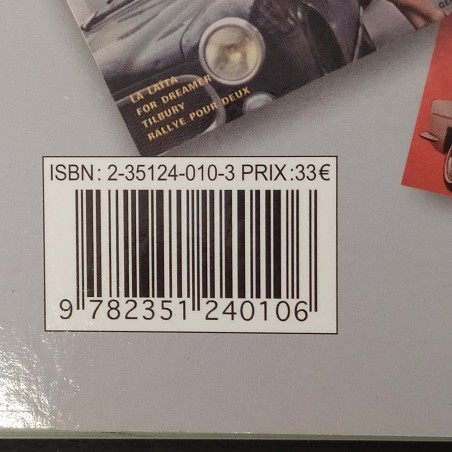 LA LAITA
FOR DREAMER
TILBURY
RALLYE POUR DEUX
ISBN : 2-35124-010-3 PRIX :33€
9 782351 240106